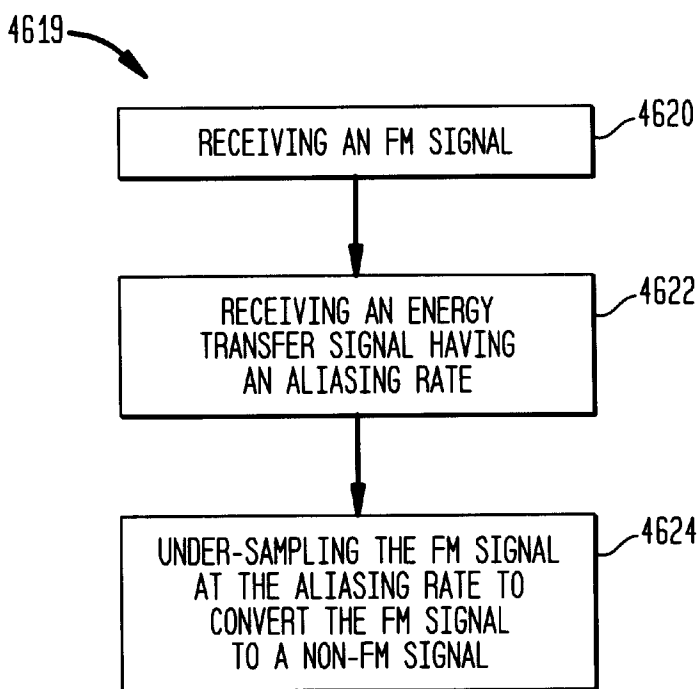 4619
RECEIVING AN FM SIGNAL
4620
RECEIVING AN ENERGY
TRANSFER SIGNAL HAVING
AN ALIASING RATE
4622
UNDER-SAMPLING THE FM SIGNAL
AT THE ALIASING RATE TO
CONVERT THE FM SIGNAL
TO A NON-FM SIGNAL
4624